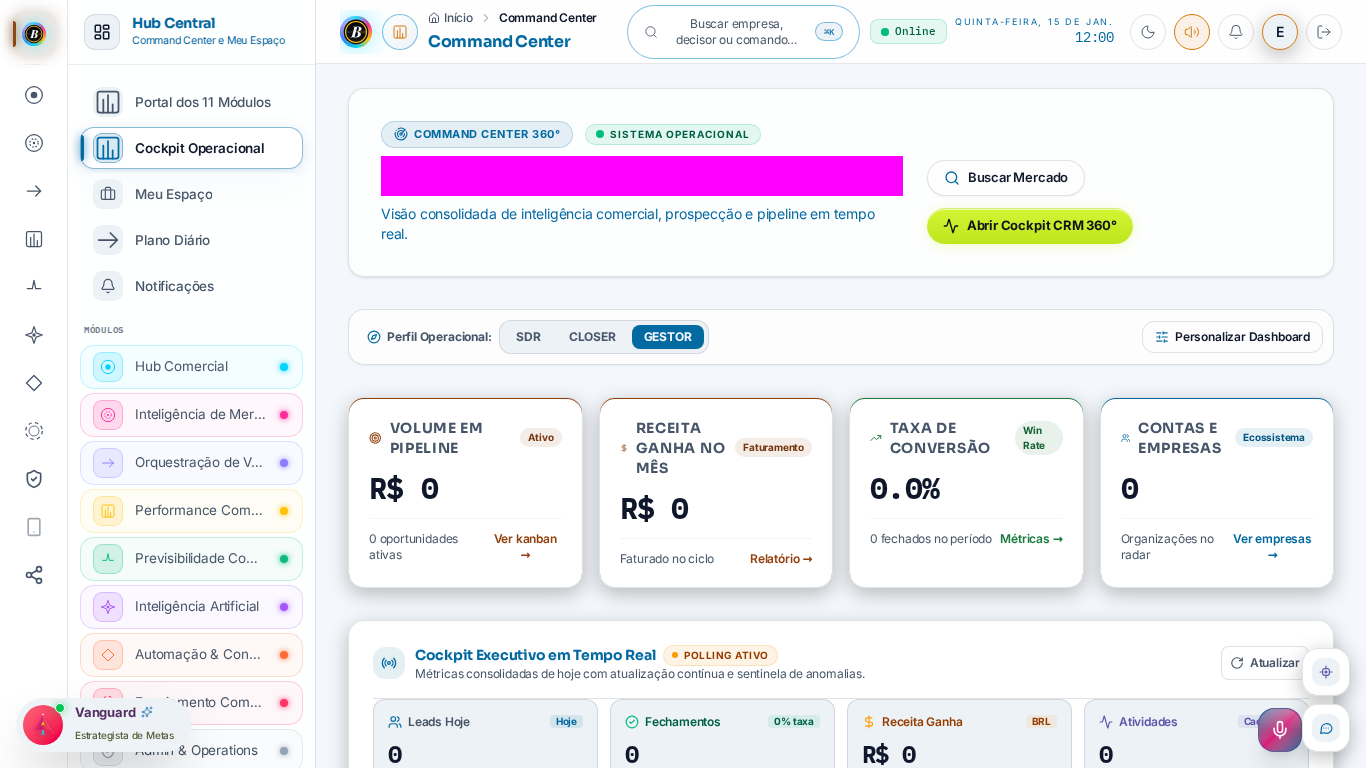 Hub Central
Command Center e Meu Espaço
Portal dos 11 Módulos
Cockpit Operacional
Meu Espaço
Plano Diário
Notificações
MÓDULOS
Hub Comercial
Inteligência de Mer...
Orquestração de V...
Performance Com...
Previsibilidade Co...
Inteligência Artificial
Automação & Con...
mento Com...
Admin & Operations
Vanguard
Estrategista de Metas
B
B
Início
Command Center
Command Center
Buscar empresa,
decisor ou comando...
⌘K
Online
QUINTA-FEIRA, 15 DE JAN.
12:00
E
COMMAND CENTER 360°
SISTEMA OPERACIONAL
Visão consolidada de inteligência comercial, prospecção e pipeline em tempo
real.
Buscar Mercado
Abrir Cockpit CRM 360°
Perfil Operacional:
SDR
CLOSER
GESTOR
Personalizar Dashboard
VOLUME EM
PIPELINE
Ativo
R$ 0
0 oportunidades
ativas
Ver kanban
→
RECEITA
GANHA NO
MÊS
Faturamento
R$ 0
Faturado no ciclo
Relatório →
TAXA DE
CONVERSÃO
Win
Rate
0.0%
0 fechados no período
Métricas →
CONTAS E
EMPRESAS
Ecossistema
0
Organizações no
radar
Ver empresas
→
Cockpit Executivo em Tempo Real
POLLING ATIVO
Métricas consolidadas de hoje com atualização contínua e sentinela de anomalias.
Atualizar
Leads Hoje
Hoje
0
Fechamentos
0% taxa
0
Receita Ganha
BRL
R$ 0
Atividades
0